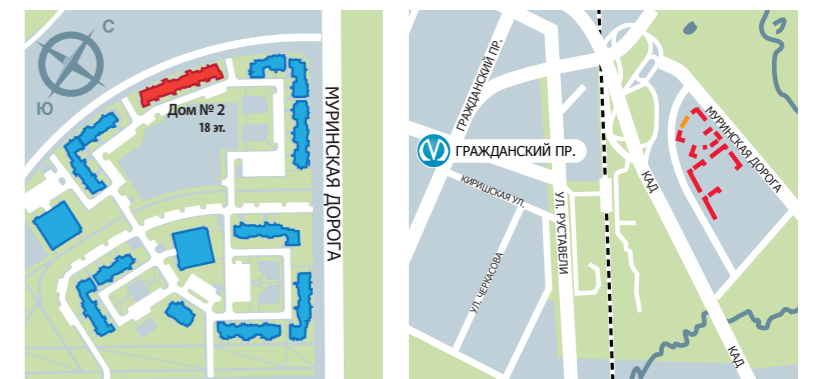 С
Ю
Дом № 2
18 эт.
МУРИНСКАЯ ДОРОГА
ГРАЖДАНСКИЙ ПР.
ГРАЖДАНСКИЙ ПР.
КИРИШСКАЯ УЛ.
УЛ. ЧЕРКАСОВА
УЛ. РУСТАВЕЛИ
КАД
МУРИНСКАЯ ДОРОГА
КАД